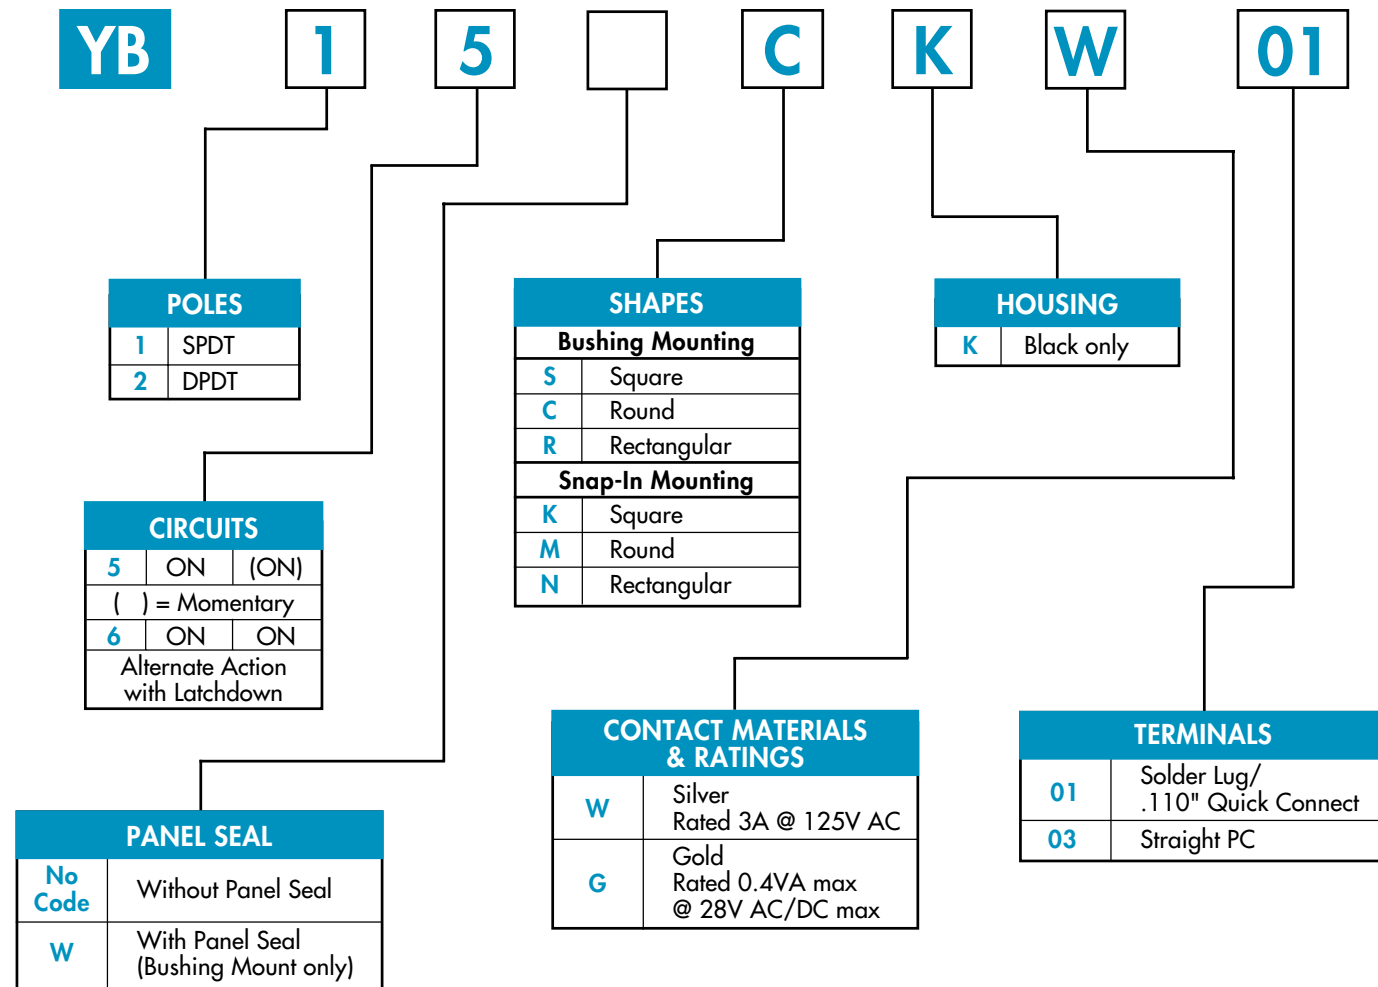 YB 1 5 C K W 01
POLES
1 SPDT
2 DPDT
CIRCUITS
5 ON (ON)
( ) = Momentary
6 ON ON
Alternate Action
with Latchdown
PANEL SEAL
No
Code
Without Panel Seal
W
With Panel Seal
(Bushing Mount only)
SHAPES
Bushing Mounting
S Square
C Round
R Rectangular
Snap-In Mounting
K Square
M Round
N Rectangular
CONTACT MATERIALS
& RATINGS
W
Silver
Rated 3A @ 125V AC
G
Gold
Rated 0.4VA max
@ 28V AC/DC max
HOUSING
K Black only
TERMINALS
01
Solder Lug/
.110" Quick Connect
03 Straight PC